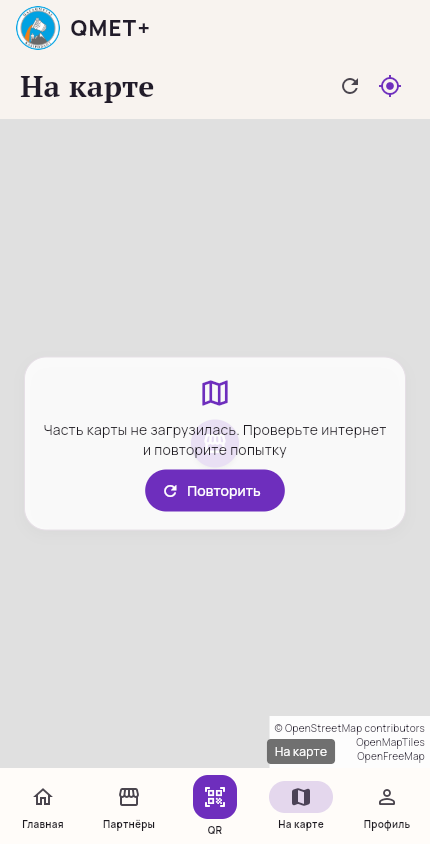 QMET+
На карте
Часть карты не загрузилась. Проверьте интернет
и повторите попытку
Повторить
© OpenStreetMap contributors
OpenMapTiles
OpenFreeMap
На карте
Главная
Партнёры
QR
На карте
Профиль